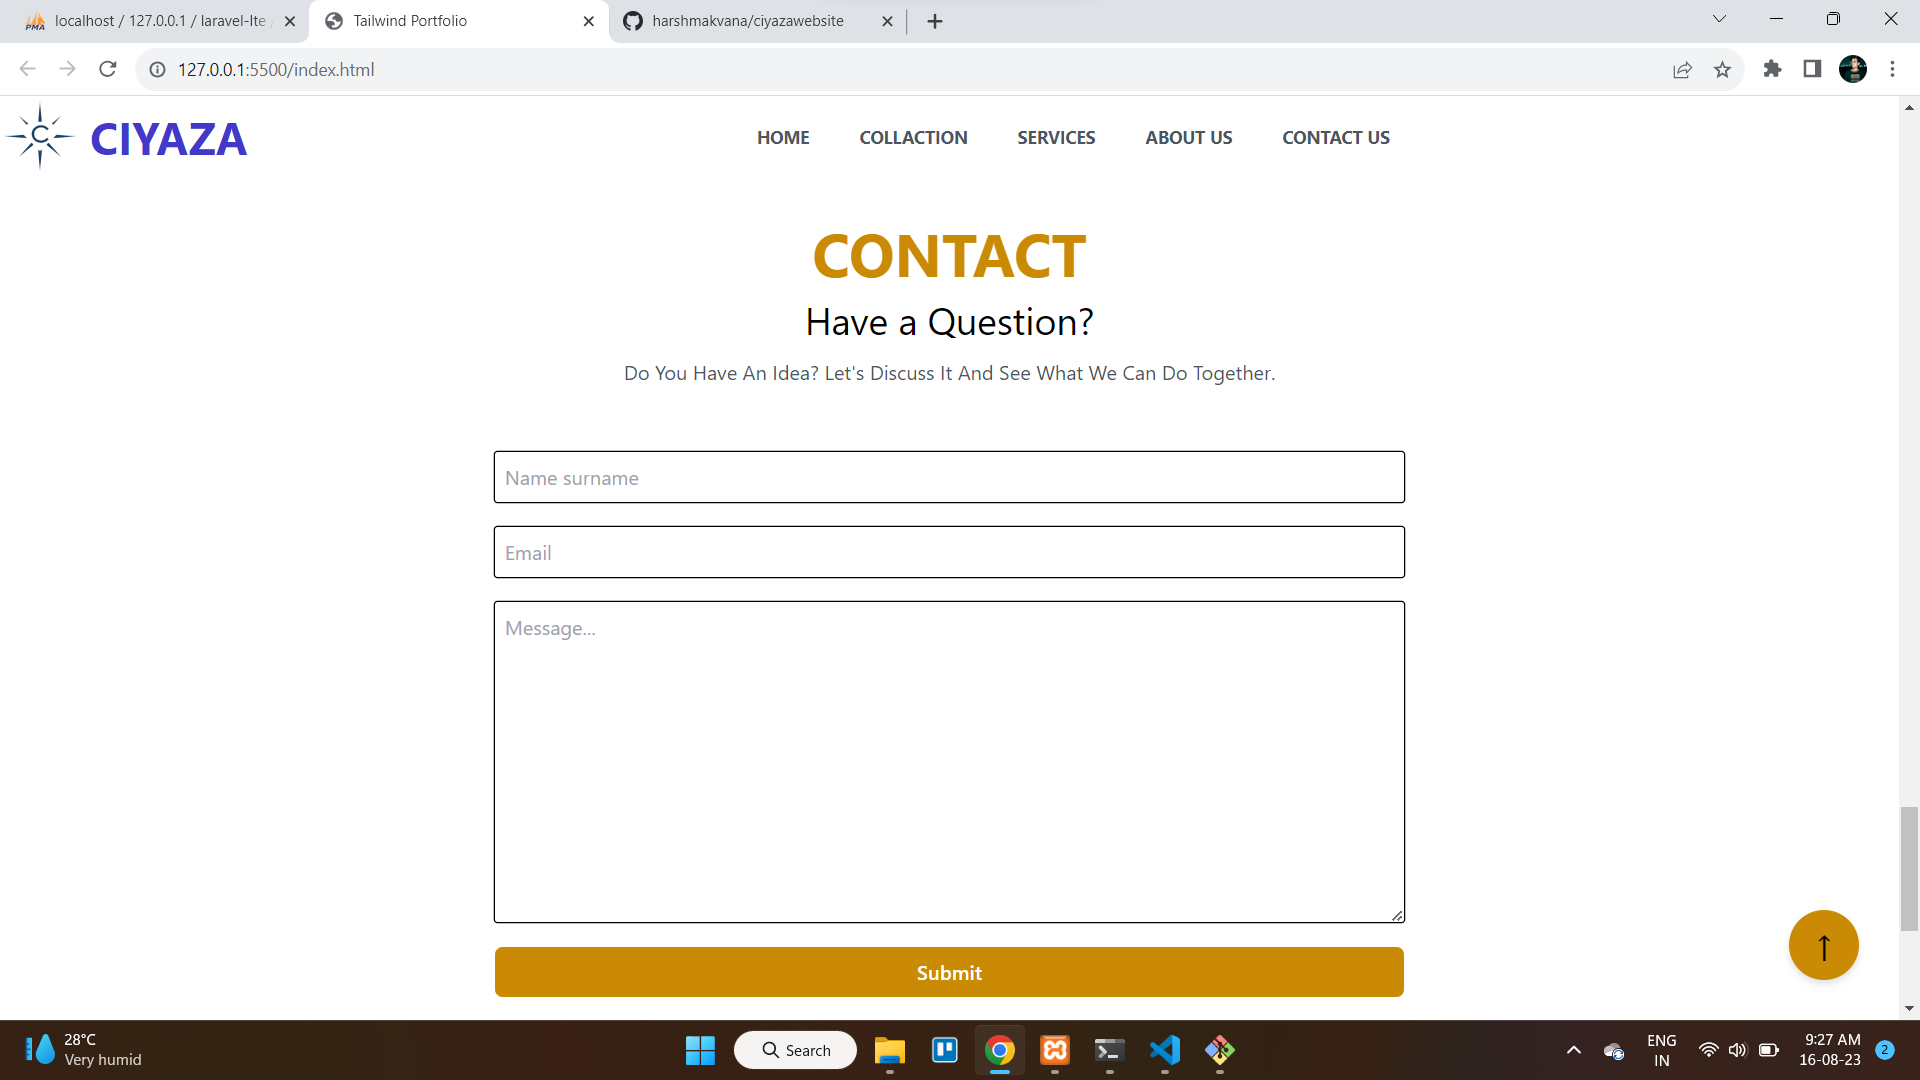 PMA
localhost / 127.0.0.1 / laravel-lte
Tailwind Portfolio
harshmakvana/ciyazawebsite
127.0.0.1:5500/index.html
C
CIYAZA
HOME
COLLACTION
SERVICES
ABOUT US
CONTACT US
CONTACT
Have a Question?
Do You Have An Idea? Let's Discuss It And See What We Can Do Together.
Name surname
Email
Message...
Submit
↑
28°C
Very humid
Search
ENG
IN
9:27 AM
16-08-23
2